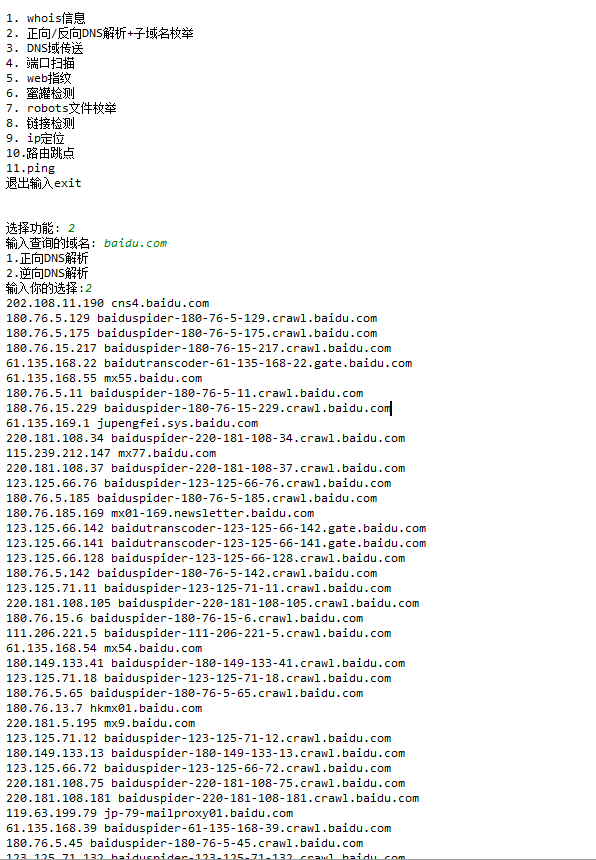 1. whois信息
2. 正向/反向DNS解析+子域名枚举
3. DNS域传送
4. 端口扫描
5. web指纹
6. 蜜罐检测
7. robots文件枚举
8. 链接检测
9. ip定位
10.路由跳点
11.ping
退出输入exit
选择功能: 2
输入查询的域名: baidu.com
1.正向DNS解析
2.逆向DNS解析
输入你的选择:2
202.108.11.190 cns4.baidu.com
180.76.5.129 baiduspider-180-76-5-129.crawl.baidu.com
180.76.5.175 baiduspider-180-76-5-175.crawl.baidu.com
180.76.15.217 baiduspider-180-76-15-217.crawl.baidu.com
61.135.168.22 baidutranscoder-61-135-168-22.gate.baidu.com
61.135.168.55 mx55.baidu.com
180.76.5.11 baiduspider-180-76-5-11.crawl.baidu.com
180.76.15.229 baiduspider-180-76-15-229.crawl.baidu.com
61.135.169.1 jupengfei.sys.baidu.com
220.181.108.34 baiduspider-220-181-108-34.crawl.baidu.com
115.239.212.147 mx77.baidu.com
220.181.108.37 baiduspider-220-181-108-37.crawl.baidu.com
123.125.66.76 baiduspider-123-125-66-76.crawl.baidu.com
180.76.5.185 baiduspider-180-76-5-185.crawl.baidu.com
180.76.185.169 mx01-169.newsletter.baidu.com
123.125.66.142 baidutranscoder-123-125-66-142.gate.baidu.com
123.125.66.141 baidutranscoder-123-125-66-141.gate.baidu.com
123.125.66.128 baiduspider-123-125-66-128.crawl.baidu.com
180.76.5.142 baiduspider-180-76-5-142.crawl.baidu.com
123.125.71.11 baiduspider-123-125-71-11.crawl.baidu.com
220.181.108.105 baiduspider-220-181-108-105.crawl.baidu.com
180.76.15.6 baiduspider-180-76-15-6.crawl.baidu.com
111.206.221.5 baiduspider-111-206-221-5.crawl.baidu.com
61.135.168.54 mx54.baidu.com
180.149.133.41 baiduspider-180-149-133-41.crawl.baidu.com
123.125.71.18 baiduspider-123-125-71-18.crawl.baidu.com
180.76.5.65 baiduspider-180-76-5-65.crawl.baidu.com
180.76.13.7 hkmx01.baidu.com
220.181.5.195 mx9.baidu.com
123.125.71.12 baiduspider-123-125-71-12.crawl.baidu.com
180.149.133.13 baiduspider-180-149-133-13.crawl.baidu.com
123.125.66.72 baiduspider-123-125-66-72.crawl.baidu.com
220.181.108.75 baiduspider-220-181-108-75.crawl.baidu.com
220.181.108.181 baiduspider-220-181-108-181.crawl.baidu.com
119.63.199.79 jp-79-mailproxy01.baidu.com
61.135.168.39 baiduspider-61-135-168-39.crawl.baidu.com
180.76.5.45 baiduspider-180-76-5-45.crawl.baidu.com
123.125.71.132 baiduspider-123-125-71-132.crawl.baidu.com